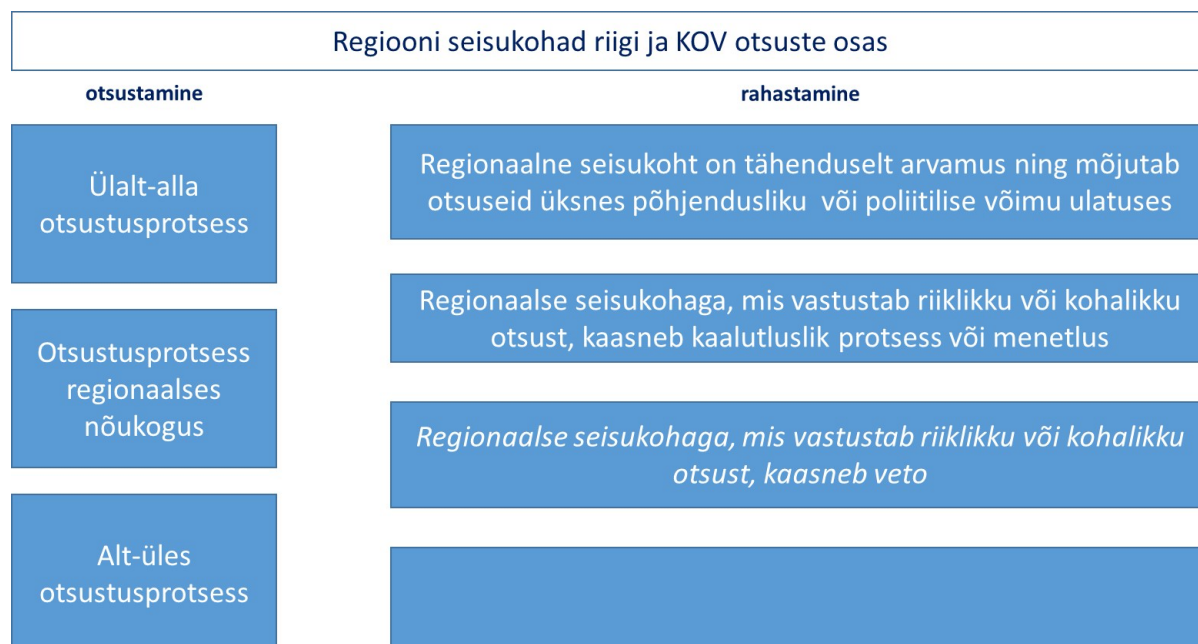 Regiooni seisukohad riigi ja KOV otsuste osas
otsustamine
rahastamine
Ülalt-alla
otsustusprotsess
Otsustusprotsess
regionaalses
nõukogus
Alt-üles
otsustusprotsess
Regionaalne seisukoht on tähenduselt arvamus ning mõjutab
otsuseid üksnes põhjendusliku või poliitilise võimu ulatuses
Regionaalse seisukohaga, mis vastustab riiklikku või kohalikku
otsust, kaasneb kaalutluslik protsess või menetlus
Regionaalse seisukohaga, mis vastustab riiklikku või kohalikku
otsust, kaasneb veto